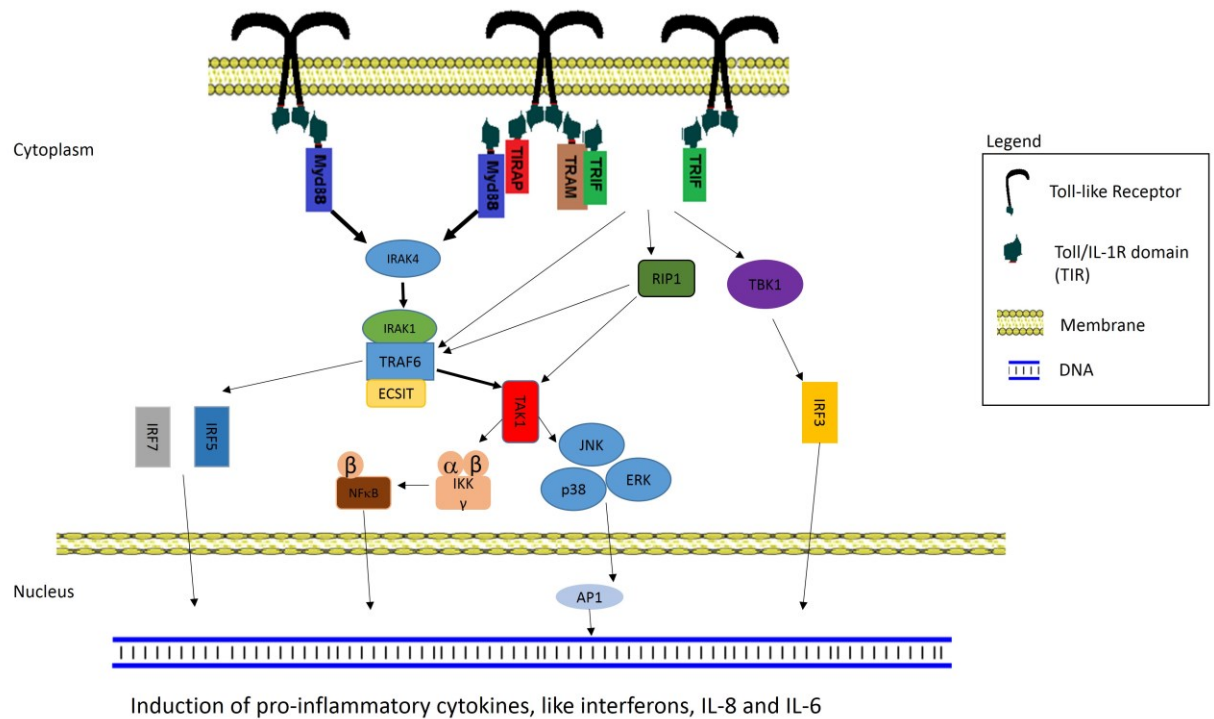 Cytoplasm
Myd88
Myd88
TIRAP
TRAM
TRIF
TRIF
Legend
Toll-like Receptor
Toll/IL-1R domain
(TIR)
Membrane
DNA
IRAK4
RIP1
TBK1
IRAK1
TRAF6
ECSIT
TAK1
IRF7
IRF5
IRF3
JNK
p38
ERK
β
NFκB
α β
IKK
γ
Nucleus
AP1
Induction of pro-inflammatory cytokines, like interferons, IL-8 and IL-6